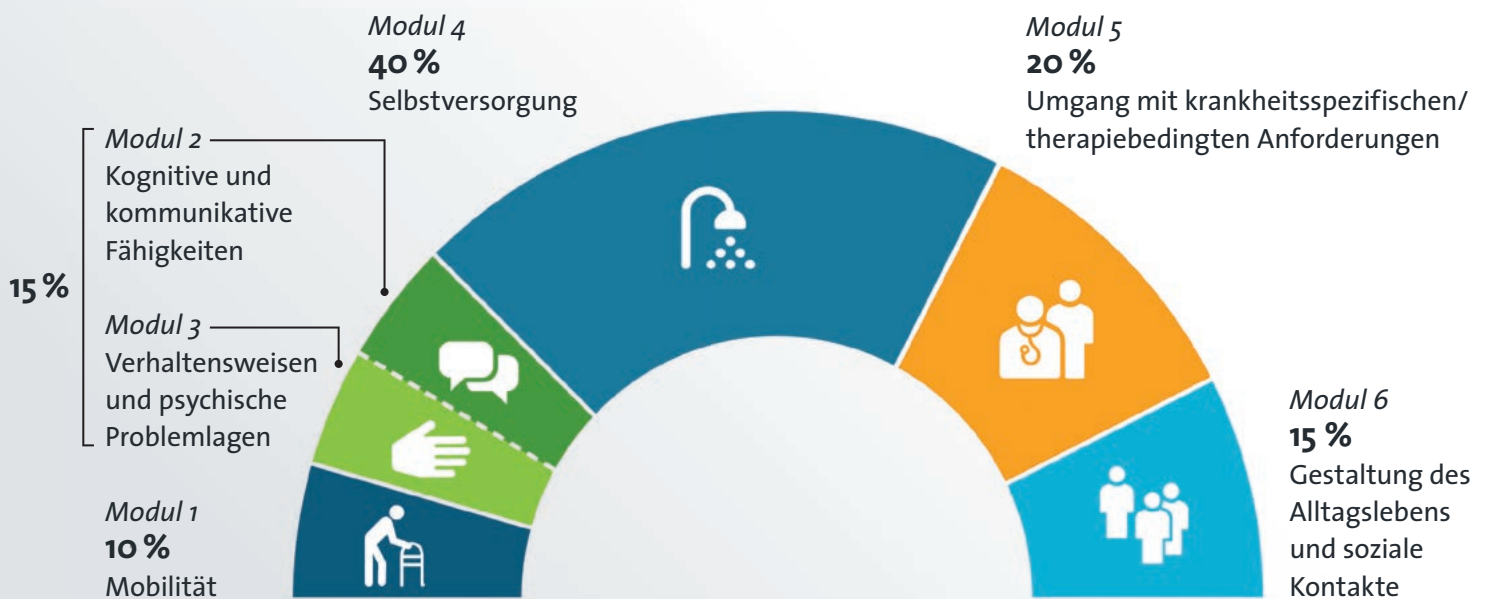 Modul 4
40 %
Selbstversorgung
Modul 5
20 %
Umgang mit krankheitsspezifischen/
therapiebedingten Anforderungen
15 %
Modul 2
Kognitive und
kommunikative
Fähigkeiten
Modul 3
Verhaltensweisen
und psychische
Problemlagen
Modul 1
10 %
Mobilität
Modul 6
15 %
Gestaltung des
Alltagslebens
und soziale
Kontakte